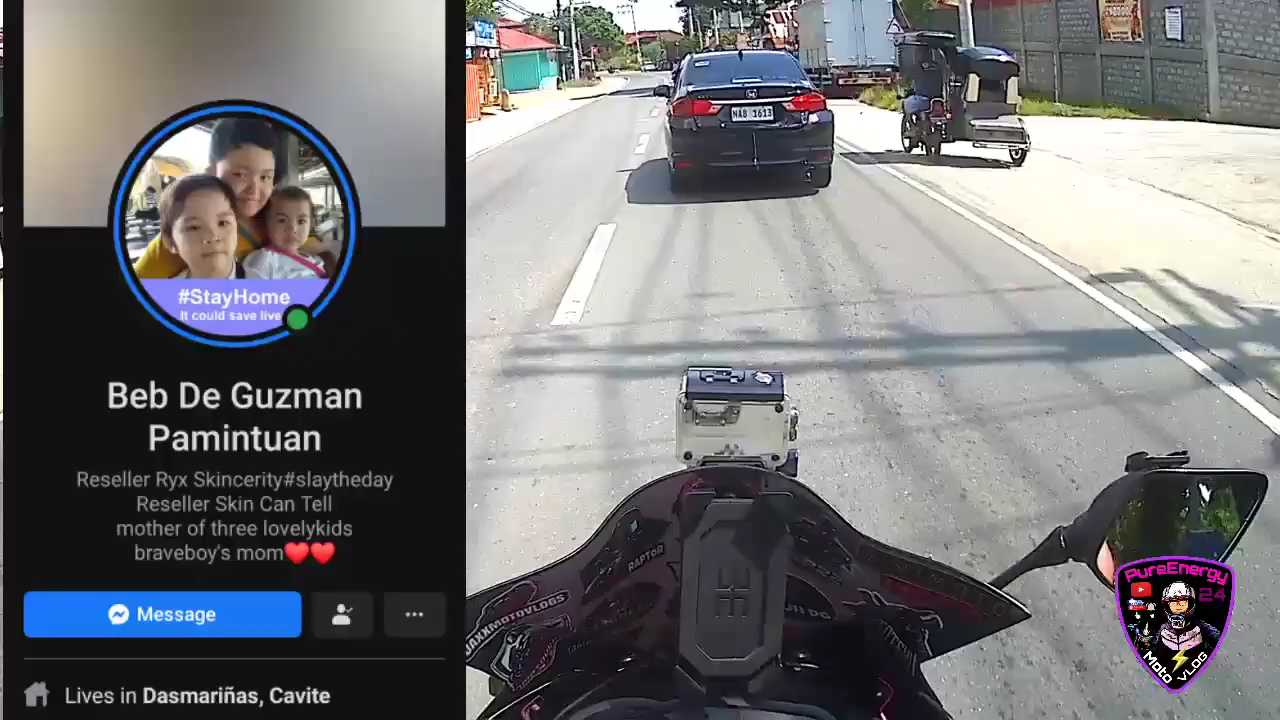 #StayHome
It could save live
Beb De Guzman
Pamintuan
Reseller Ryx Skincerity#slaytheday
Reseller Skin Can Tell
mother of three lovelykids
braveboy's mom❤️❤️
Message
Lives in Dasmariñas, Cavite
NAB 1613
RAPTOR
JAXXMOTOVLOGS
PureEnergy
24
Moto VLOG